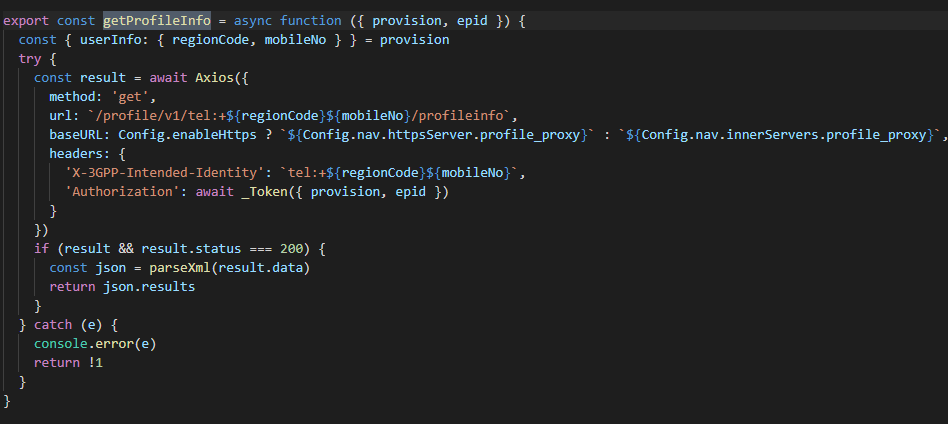 export const getProfileInfo = async function ({ provision, epid }) {
const { userInfo: { regionCode, mobileNo } } = provision
try {
const result = await Axios({
method: 'get',
url: `/profile/v1/tel:+${regionCode}${mobileNo}/profileinfo`,
baseURL: Config.enableHttps ? `${Config.nav.httpsServer.profile_proxy}` : `${Config.nav.innerServers.profile_proxy}`,
headers: {
'X-3GPP-Intended-Identity': `tel:+${regionCode}${mobileNo}`,
'Authorization': await _Token({ provision, epid })
}
})
if (result && result.status === 200) {
const json = parseXml(result.data)
return json.results
}
} catch (e) {
console.error(e)
return !1
}
}